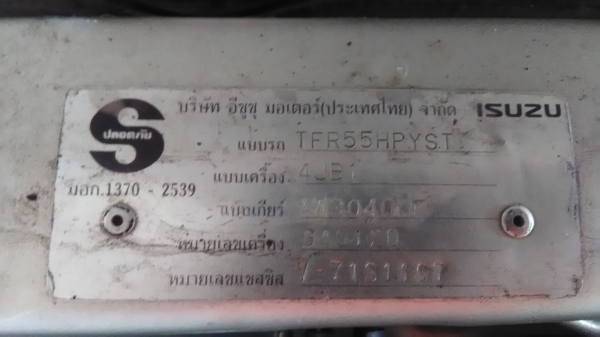 บริษัท อีซูซุ มอเตอร์(ประเทศไทย) จำกัด ISUZU
S ปลอดภัย
แบบรถ TFR55HPYST
แบบเครื่อง 4JB1
มอก.1370 - 2539
แบบเกียร์
หมายเลขเครื่อง
หมายเลขแชสซิส